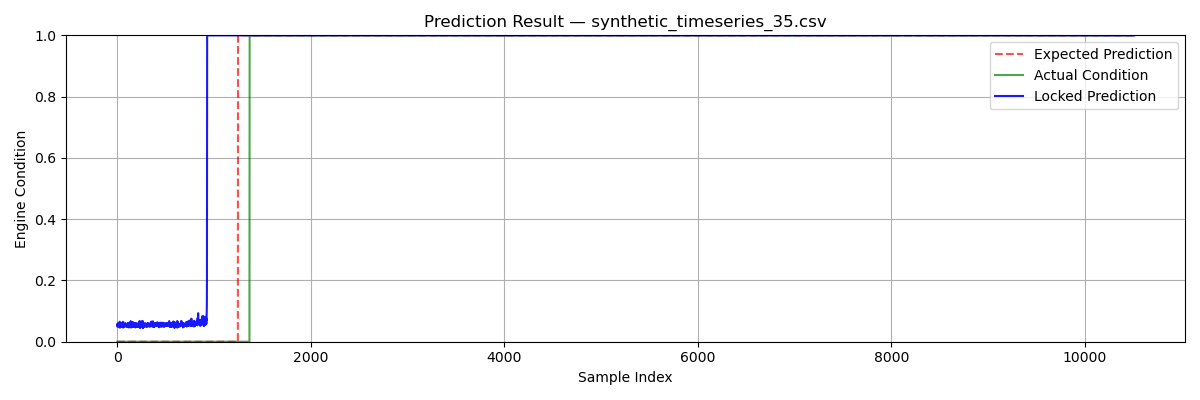 Prediction Result — synthetic_timeseries_35.csv
1.0
0.8
0.6
0.4
0.2
0.0
Engine Condition
Expected Prediction
Actual Condition
Locked Prediction
0 2000 4000 6000 8000 10000
Sample Index